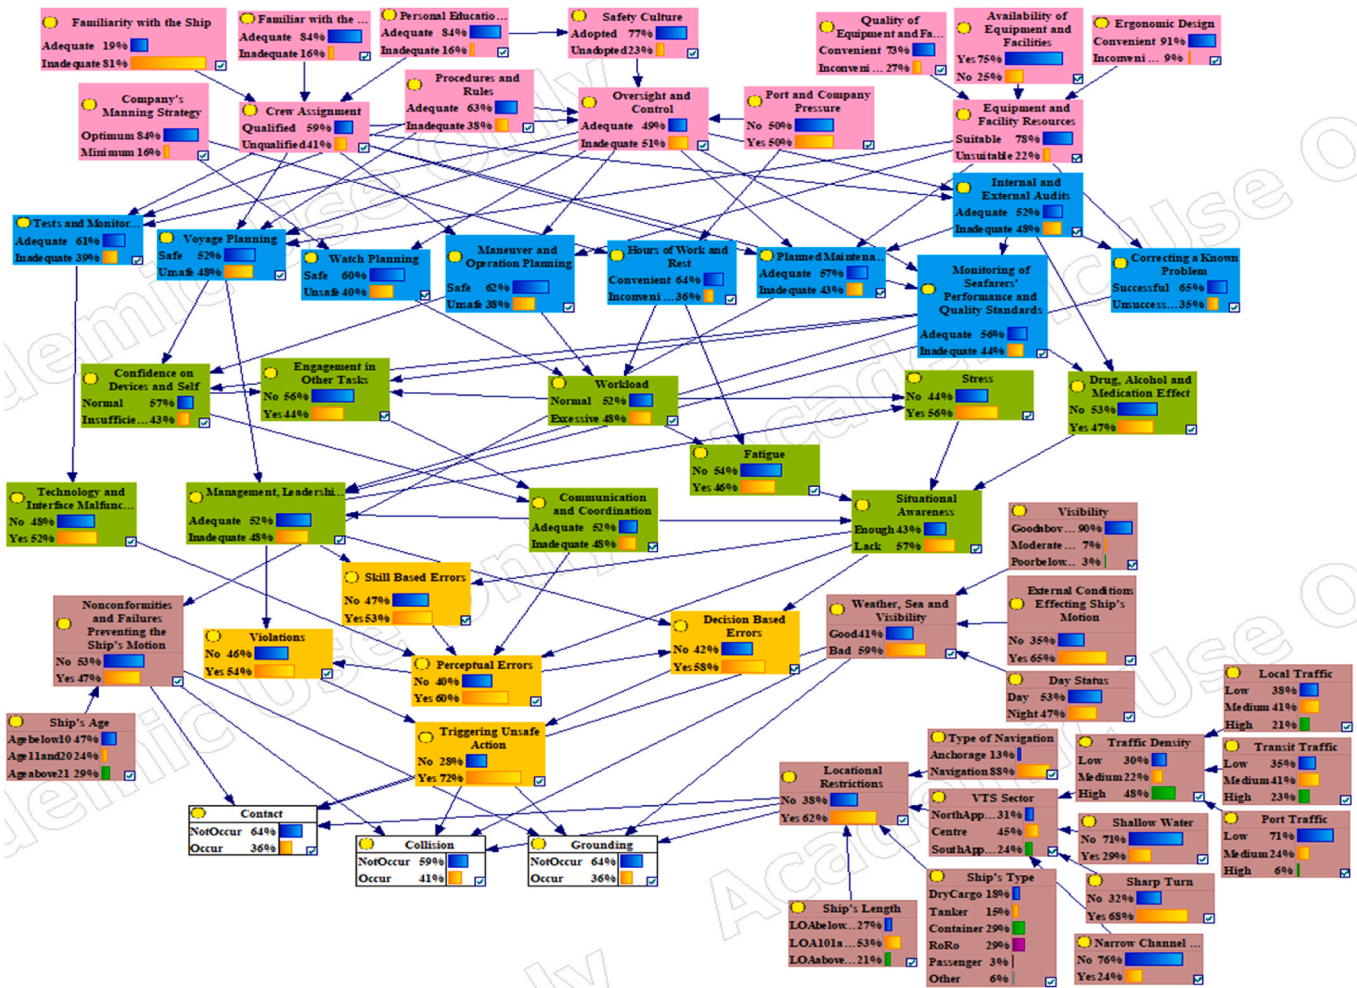 Familiarity with the Ship
Adequate 19%
Inadequate 81%
Familiar with the ...
Adequate 84%
Inadequate 16%
Personal Educatio...
Adequate 84%
Inadequate 16%
Safety Culture
Adopted 77%
Unadopted 23%
Quality of
Equipment and Fa...
Convenient 73%
Inconveni ... 27%
Availability of
Equipment and
Facilities
Yes 75%
No 25%
Ergonomic Design
Convenient 91%
Inconveni ... 9%
Company's
Manning Strategy
Optimum 84%
Minimum 16%
Crew Assignment
Qualified 59%
Unqualified 41%
Procedures and
Rules
Adequate 63%
Inadequate 38%
Oversight and
Control
Adequate 49%
Inadequate 51%
Port and Company
Pressure
No 50%
Yes 50%
Equipment and
Facility Resources
Suitable 78%
Unsuitable 22%
Internal and
External Audits
Adequate 52%
Inadequate 48%
Tests and Monitor...
Adequate 61%
Inadequate 39%
Voyage Planning
Safe 52%
Unsafe 48%
Watch Planning
Safe 60%
Unsafe 40%
Maneuver and
Operation Planning
Safe 62%
Unsafe 38%
Hours of Work and
Rest
Convenient 64%
Inconveni ... 36%
Planned Maintena...
Adequate 57%
Inadequate 43%
Monitoring of
Seafarers'
Performance and
Quality Standards
Adequate 56%
Inadequate 44%
Correcting a Known
Problem
Successful 65%
Unsuccess... 35%
Confidence on
Devices and Self
Normal 57%
Insufficie... 43%
Engagement in
Other Tasks
No 56%
Yes 44%
Workload
Normal 52%
Excessive 48%
Stress
No 44%
Yes 56%
Drug, Alcohol and
Medication Effect
No 53%
Yes 47%
Fatigue
No 54%
Yes 46%
Technology and
Interface Malfunc...
No 48%
Yes 52%
Management, Leadershi...
Adequate 52%
Inadequate 48%
Communication
and Coordination
Adequate 52%
Inadequate 48%
Situational
Awareness
Enough 43%
Lack 57%
Visibility
Goodabov ... 90%
Moderate ... 7%
Poorbelow... 3%
Skill Based Errors
No 47%
Yes 53%
Nonconformities
and Failures
Preventing the
Ship's Motion
No 53%
Yes 47%
Violations
No 46%
Yes 54%
Perceptual Errors
No 40%
Yes 60%
Decision Based
Errors
No 42%
Yes 58%
Weather, Sea and
Visibility
Good 41%
Bad 59%
External Conditions
Effecting Ship's
Motion
No 35%
Yes 65%
Day Status
Day 53%
Night 47%
Ship's Age
Agebelow10 47%
Age11and20 24%
Ageabove21 29%
Triggering Unsafe
Action
No 28%
Yes 72%
Local Traffic
Low 38%
Medium 41%
High 21%
Type of Navigation
Anchorage 13%
Navigation 88%
Traffic Density
Low 30%
Medium 22%
High 48%
Transit Traffic
Low 35%
Medium 41%
High 23%
Locational
Restrictions
No 38%
Yes 62%
VTS Sector
NorthApp... 31%
Centre 45%
SouthApp... 24%
Shallow Water
No 71%
Yes 29%
Port Traffic
Low 71%
Medium 24%
High 6%
Contact
NotOccur 64%
Occur 36%
Collision
NotOccur 59%
Occur 41%
Grounding
NotOccur 64%
Occur 36%
Ship's Type
DryCargo 18%
Tanker 15%
Container 29%
RoRo 29%
Passenger 3%
Other 6%
Sharp Turn
No 32%
Yes 68%
Ship's Length
LOAbelow... 27%
LOA101a ... 53%
LOAabove... 21%
Narrow Channel ...
No 76%
Yes 24%
Academic Use Only